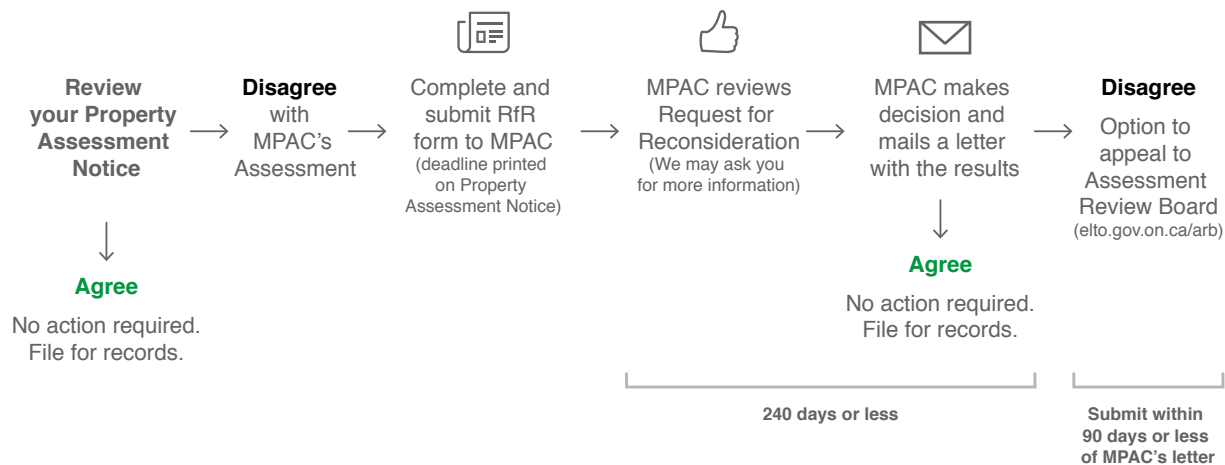 Review
your Property
Assessment
Notice
Agree
No action required.
File for records.
Disagree
with
MPAC's
Assessment
Complete and
submit RfR
form to MPAC
(deadline printed
on Property
Assessment Notice)
MPAC reviews
Request for
Reconsideration
(We may ask you
for more information)
MPAC makes
decision and
mails a letter
with the results
Agree
No action required.
File for records.
Disagree
Option to
appeal to
Assessment
Review Board
(elto.gov.on.ca/arb)
240 days or less
Submit within
90 days or less
of MPAC's letter